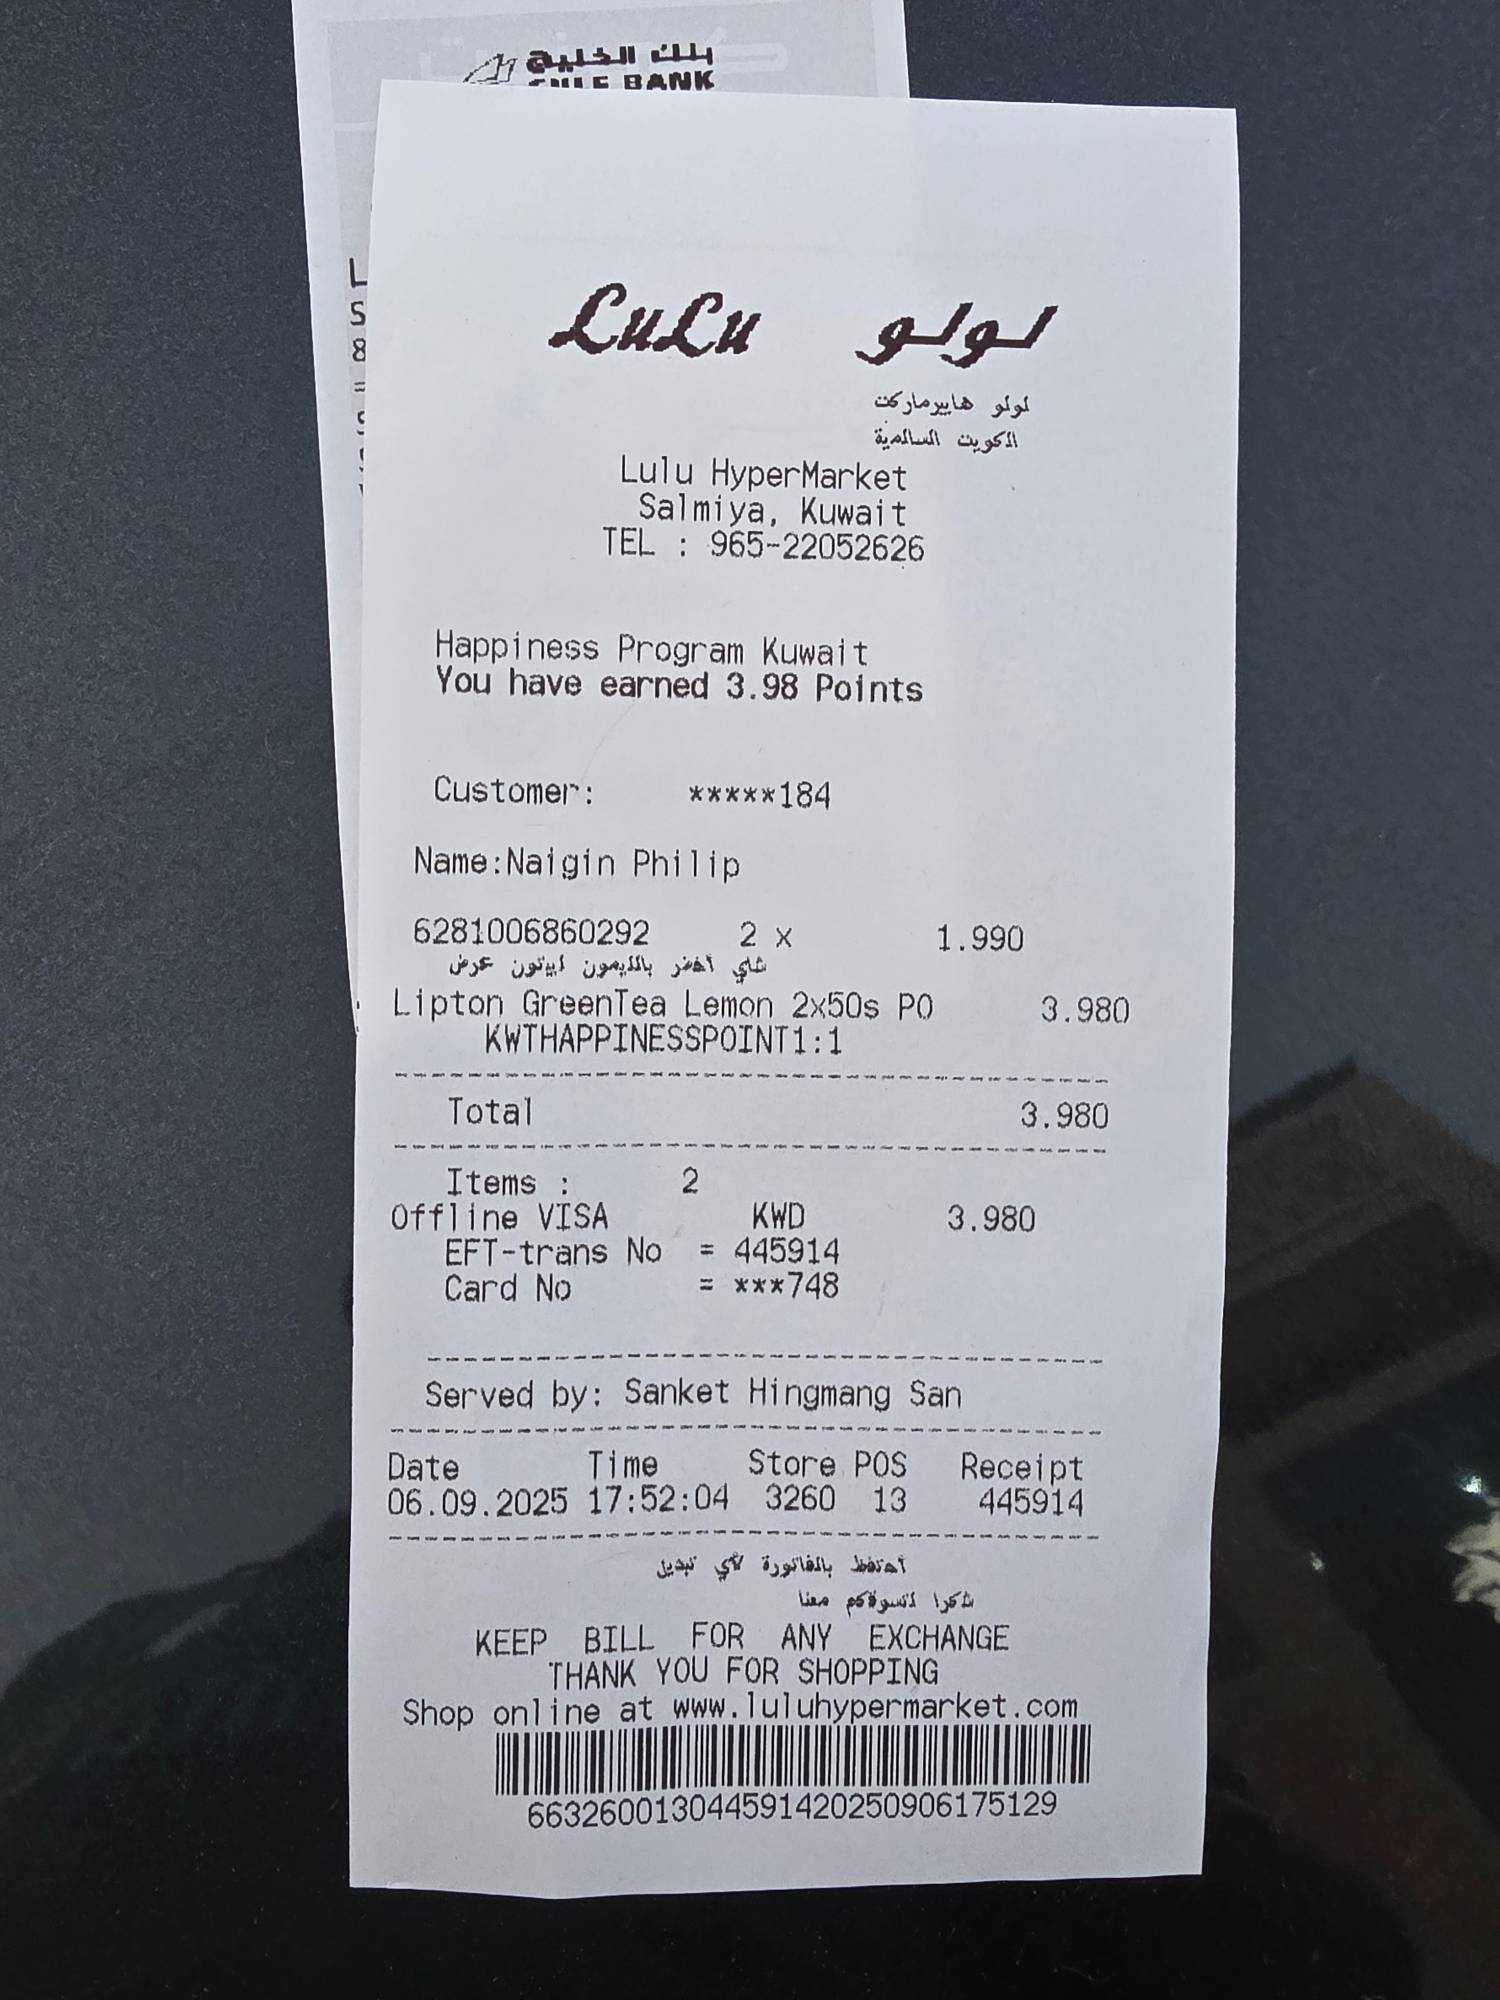 بنك الخليج
GULF BANK
LuLu لولو
لولو هايبرماركت
الكويت السالمية
Lulu HyperMarket
Salmiya, Kuwait
TEL : 965-22052626
Happiness Program Kuwait
You have earned 3.98 Points
Customer: *****184
Name:Naigin Philip
6281006860292 2 x 1.990
شاي أخضر بالليمون ليبتون عرض
Lipton GreenTea Lemon 2x50s PO 3.980
KWTHAPPINESSPOINT1:1
Total 3.980
Items : 2
Offline VISA KWD 3.980
EFT-trans No = 445914
Card No = ***748
Served by: Sanket Hingmang San
Date Time Store POS Receipt
06.09.2025 17:52:04 3260 13 445914
أحتفظ بالفاتورة لأي تبديل
شكرا لتسوقكم معنا
KEEP BILL FOR ANY EXCHANGE
THANK YOU FOR SHOPPING
Shop online at www.luluhypermarket.com
663260013044591420250906175129